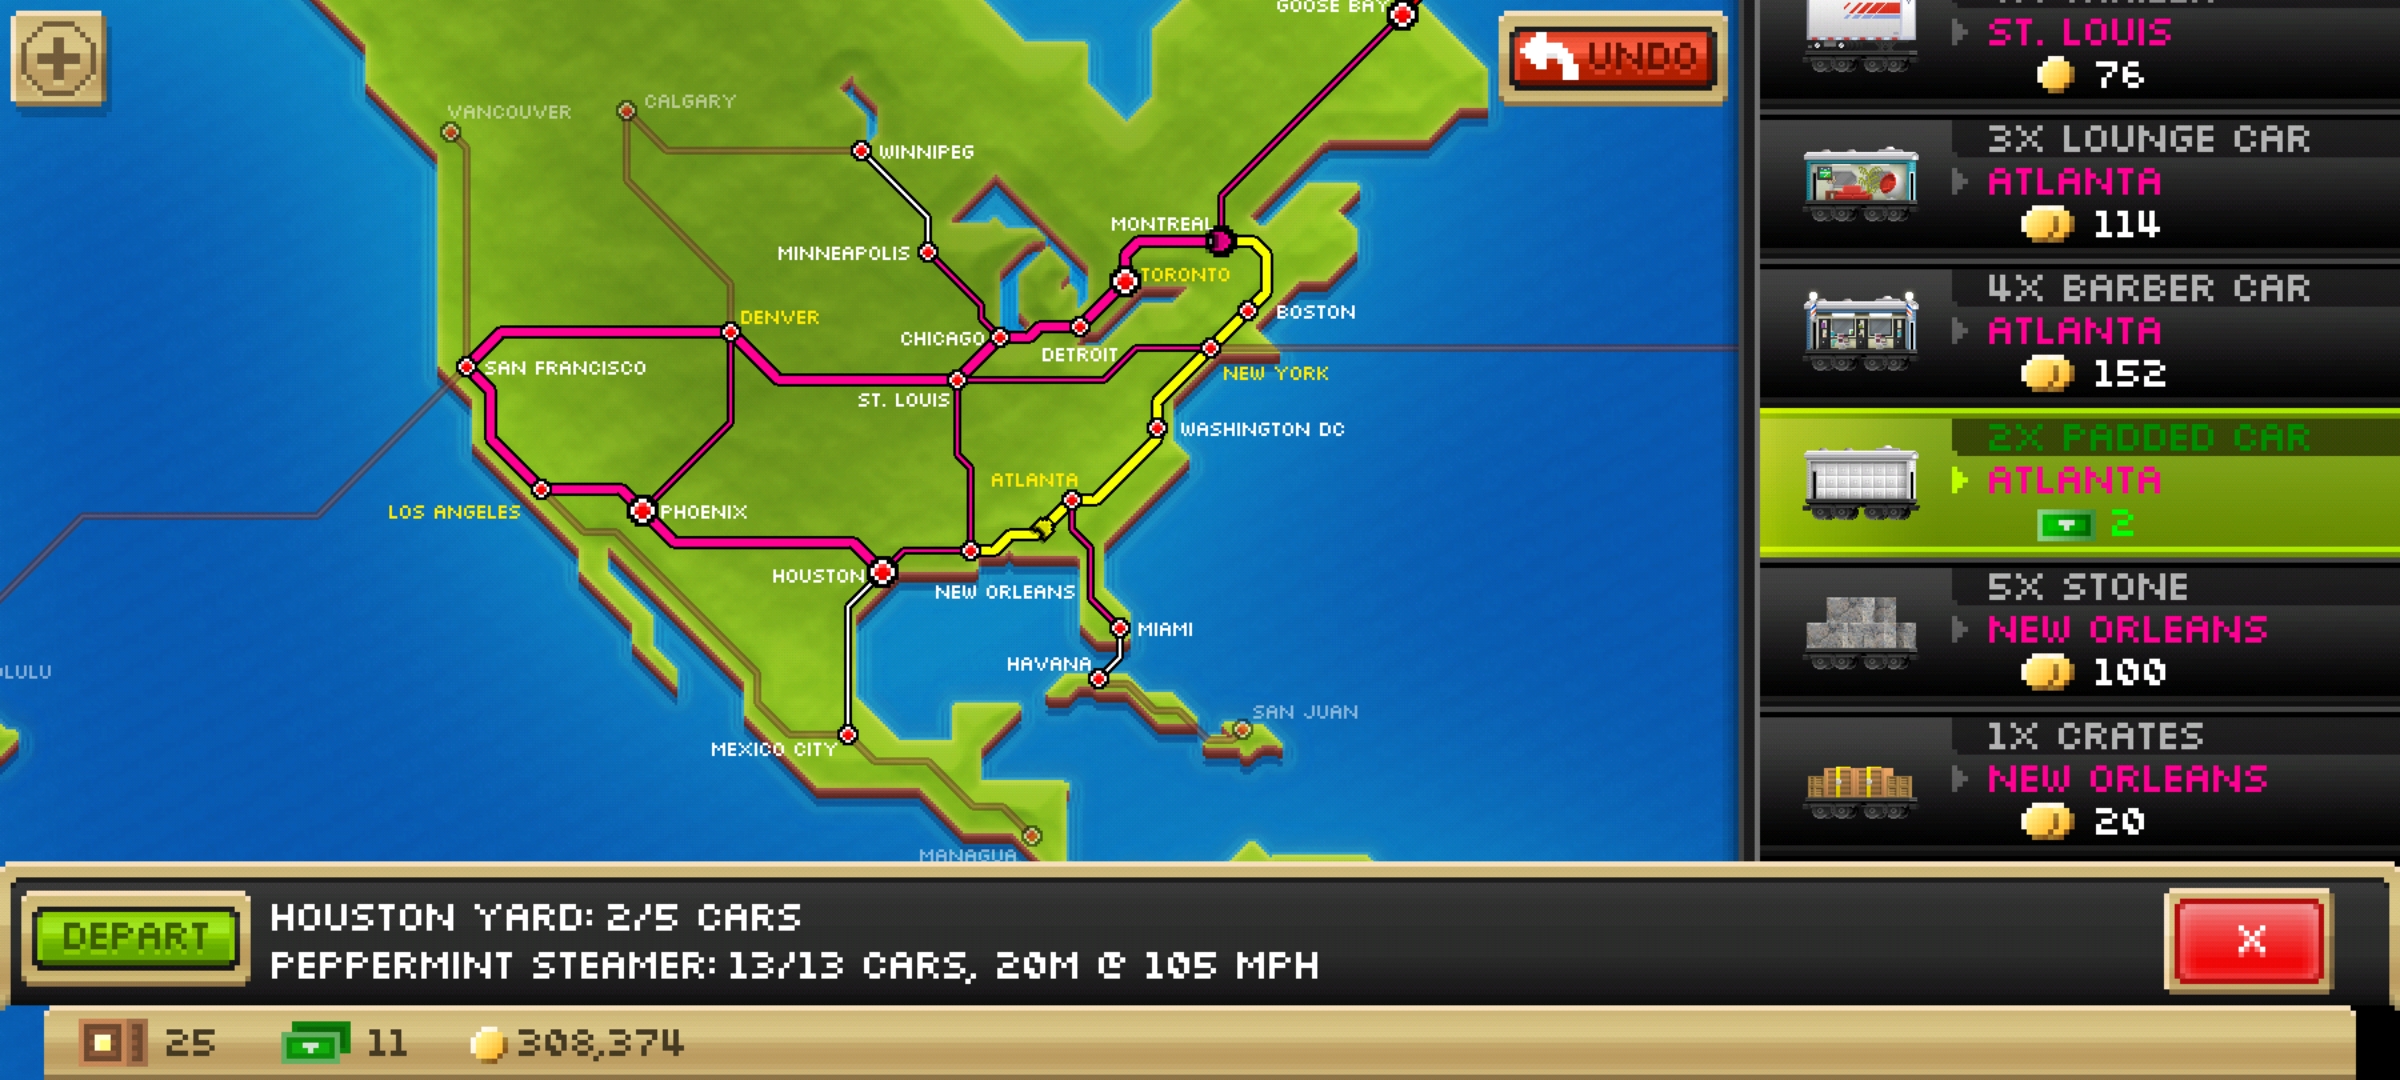 GOOSE BAY
UNDO
VANCOUVER
CALGARY
WINNIPEG
MONTREAL
MINNEAPOLIS
TORONTO
DENVER
BOSTON
CHICAGO
DETROIT
SAN FRANCISCO
NEW YORK
ST. LOUIS
WASHINGTON DC
ATLANTA
LOS ANGELES
PHOENIX
HOUSTON
NEW ORLEANS
MIAMI
HAVANA
LULU
SAN JUAN
MEXICO CITY
MANAGUA
ST. LOUIS
76
3X LOUNGE CAR
ATLANTA
114
4X BARBER CAR
ATLANTA
152
2X PADDED CAR
ATLANTA
2
5X STONE
NEW ORLEANS
100
1X CRATES
NEW ORLEANS
20
DEPART
HOUSTON YARD: 2/5 CARS
PEPPERMINT STEAMER: 13/13 CARS, 20M @ 105 MPH
X
25
11
308,374